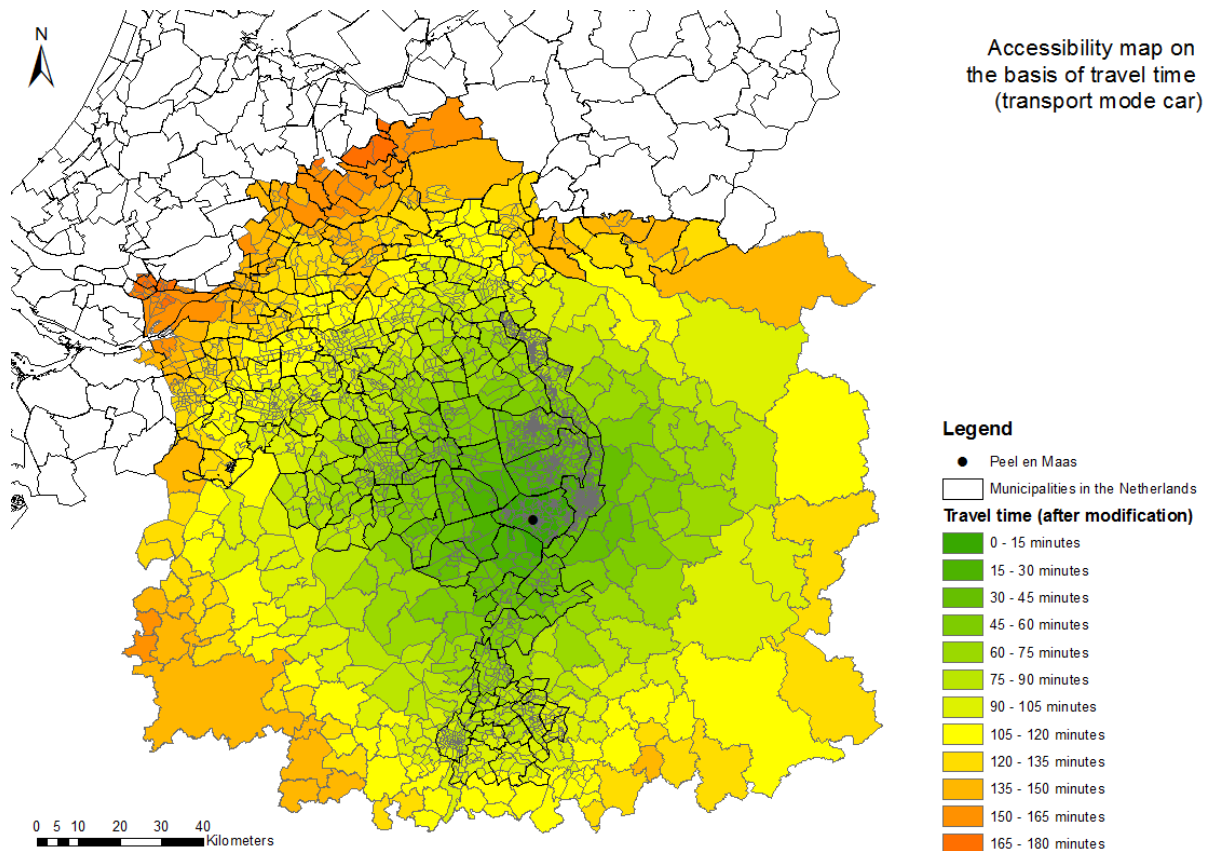 N
Accessibility map on
the basis of travel time
(transport mode car)
Legend
Peel en Maas
Municipalities in the Netherlands
Travel time (after modification)
0 - 15 minutes
15 - 30 minutes
30 - 45 minutes
45 - 60 minutes
60 - 75 minutes
75 - 90 minutes
90 - 105 minutes
105 - 120 minutes
120 - 135 minutes
135 - 150 minutes
150 - 165 minutes
165 - 180 minutes
0 5 10 20 30 40
Kilometers